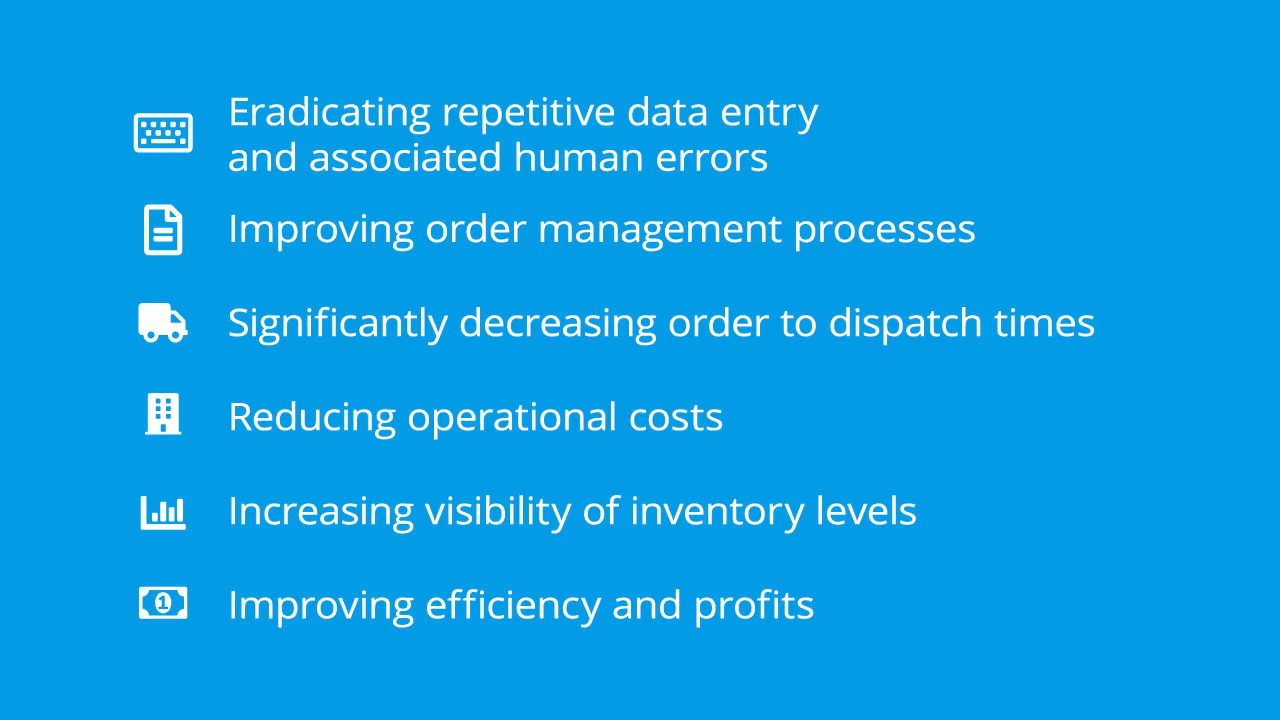 Eradicating repetitive data entry
and associated human errors
Improving order management processes
Significantly decreasing order to dispatch times
Reducing operational costs
Increasing visibility of inventory levels
1
Improving efficiency and profits